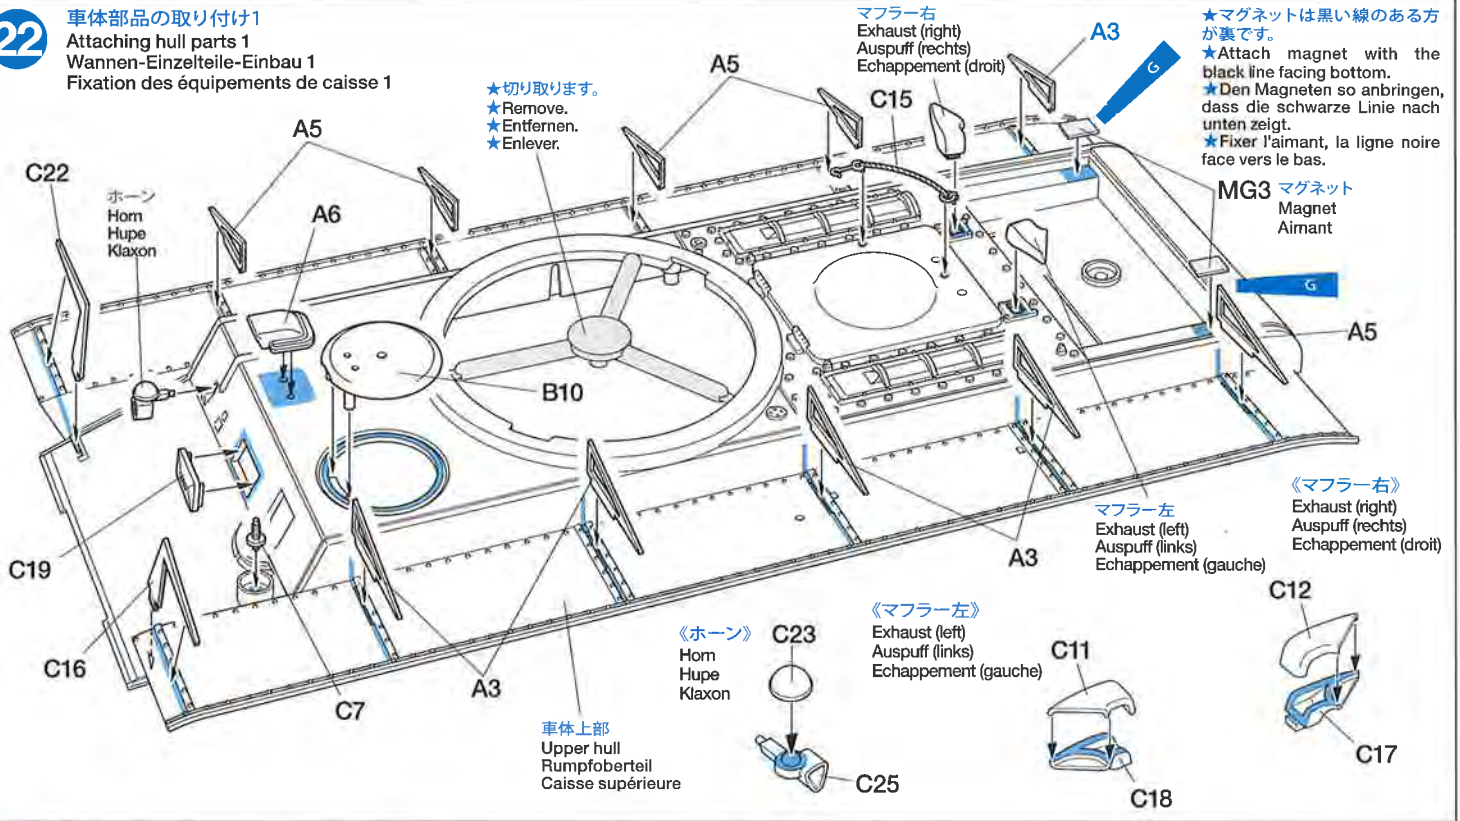 22
車体部品の取り付け1
Attaching hull parts 1
Wannen-Einzelteile-Einbau 1
Fixation des équipements de caisse 1
★切り取ります。
★Remove.
★Entfernen.
★Enlever.
マフラー右
Exhaust (right)
Auspuff (rechts)
Echappement (droit)
A3
G
★マグネットは黒い線のある方
が裏です。
★Attach magnet with the
black line facing bottom.
★Den Magneten so anbringen,
dass die schwarze Linie nach
unten zeigt.
★Fixer l'aimant, la ligne noire
face vers le bas.
A5
C15
A5
C22
ホーン
Horn
Hupe
Klaxon
A6
MG3
マグネット
Magnet
Aimant
G
A5
B10
C19
C16
C7
A3
A3
マフラー左
Exhaust (left)
Auspuff (links)
Echappement (gauche)
《マフラー右》
Exhaust (right)
Auspuff (rechts)
Echappement (droit)
C12
C17
《マフラー左》
Exhaust (left)
Auspuff (links)
Echappement (gauche)
C11
C18
《ホーン》
Horn
Hupe
Klaxon
C23
C25
車体上部
Upper hull
Rumpfoberteil
Caisse supérieure